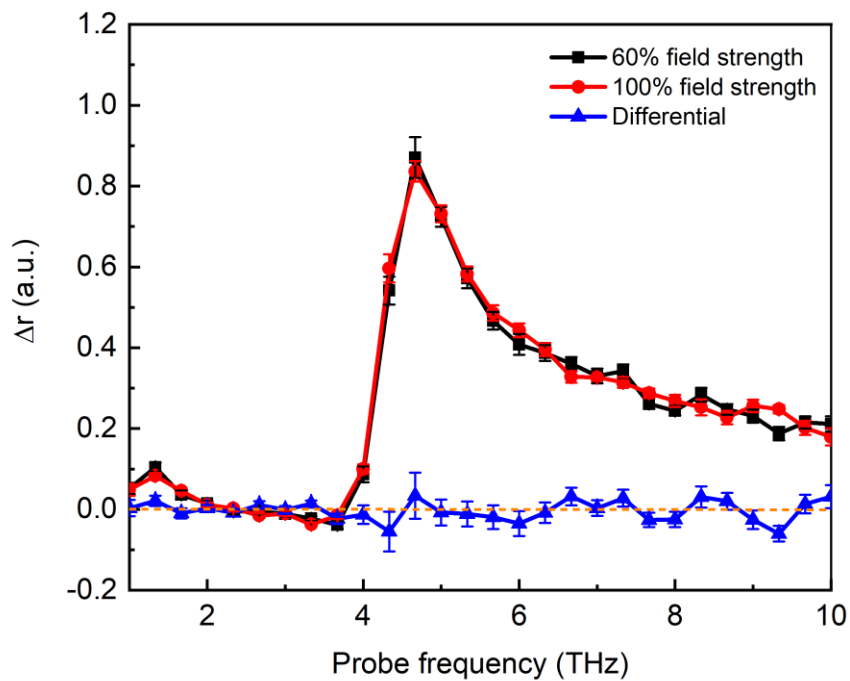 1.2
1.0
0.8
0.6
0.4
0.2
0.0
-0.2
Δr (a.u.)
60% field strength
100% field strength
Differential
2 4 6 8 10
Probe frequency (THz)